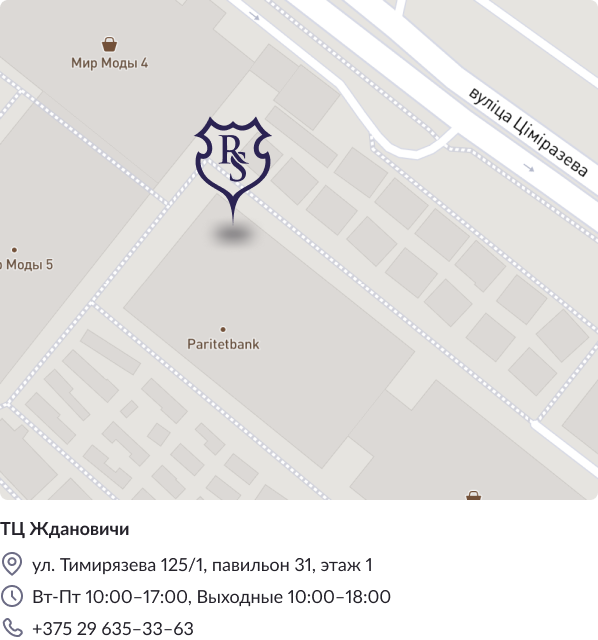 Мир Моды 4
вуліца Ціміразева
RS
Моды 5
Paritetbank
ТЦ Ждановичи
ул. Тимирязева 125/1, павильон 31, этаж 1
Вт-Пт 10:00–17:00, Выходные 10:00–18:00
+375 29 635–33–63